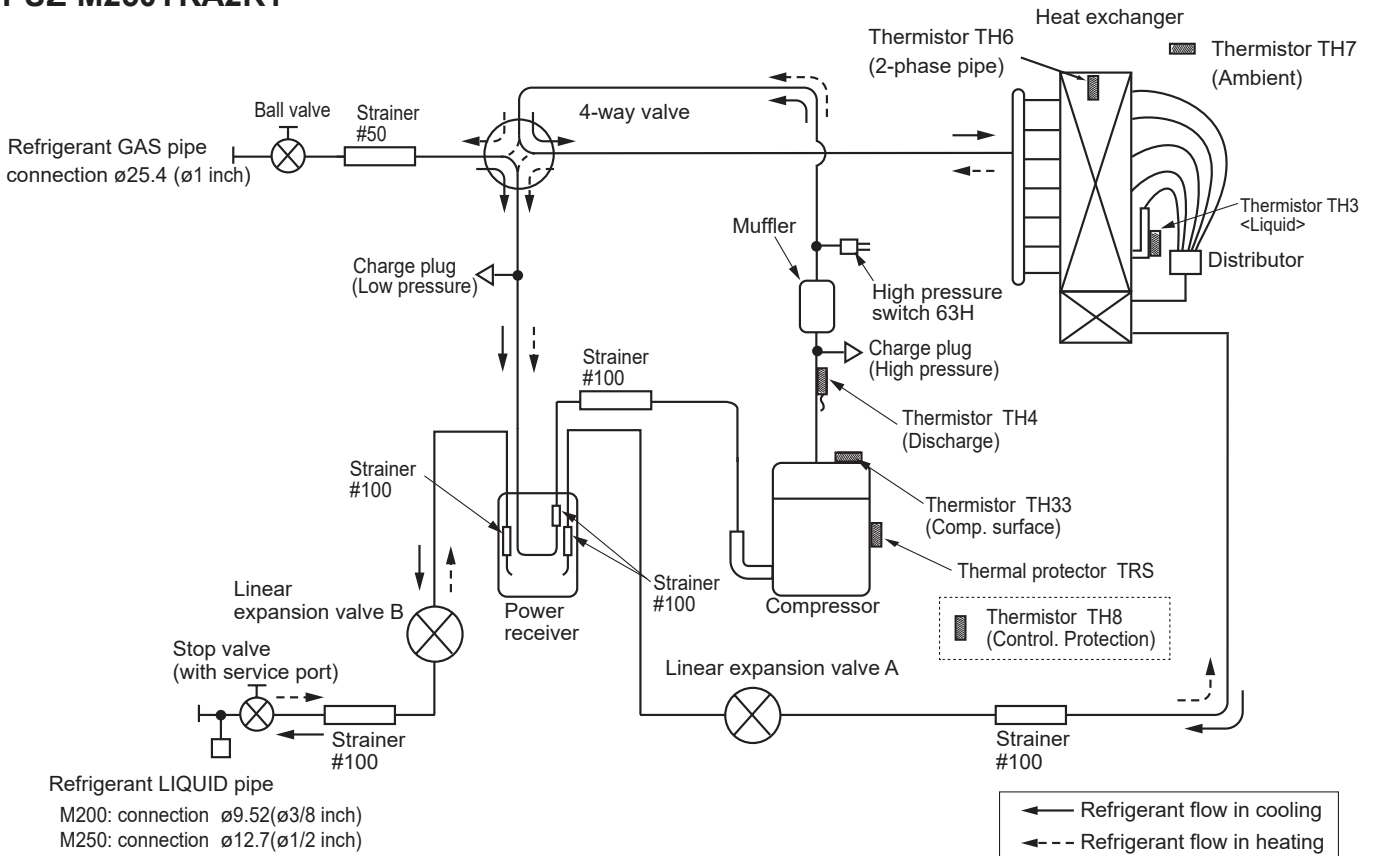 Heat exchanger
Thermistor TH6
(2-phase pipe)
Thermistor TH7
(Ambient)
Ball valve
Strainer
#50
4-way valve
Refrigerant GAS pipe
connection ø25.4 (ø1 inch)
Thermistor TH3
<Liquid>
Distributor
Muffler
Charge plug
(Low pressure)
High pressure
switch 63H
Charge plug
(High pressure)
Strainer
#100
Thermistor TH4
(Discharge)
Strainer
#100
Thermistor TH33
(Comp. surface)
Thermal protector TRS
Strainer
#100
Power
receiver
Compressor
Linear
expansion valve B
Thermistor TH8
(Control. Protection)
Stop valve
(with service port)
Linear expansion valve A
Strainer
#100
Strainer
#100
Refrigerant LIQUID pipe
M200: connection ø9.52(ø3/8 inch)
M250: connection ø12.7(ø1/2 inch)
Refrigerant flow in cooling
Refrigerant flow in heating